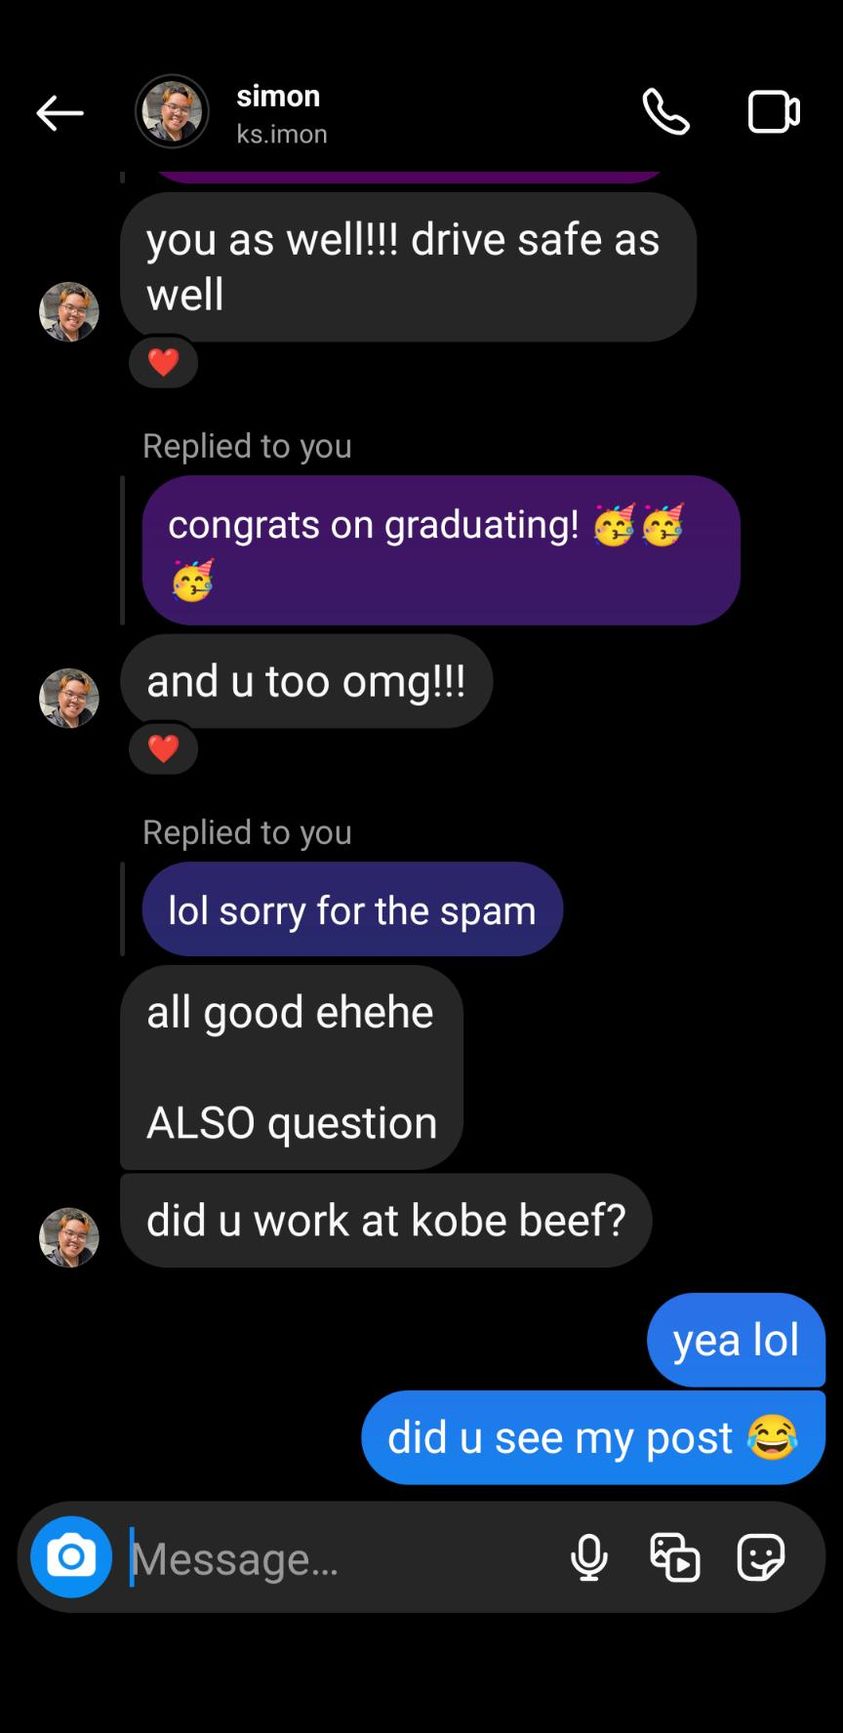 simon
ks.imon
you as well!!! drive safe as
well
❤️
Replied to you
congrats on graduating! 🥳🥳
🥳
and u too omg!!!
❤️
Replied to you
lol sorry for the spam
all good ehehe
ALSO question
did u work at kobe beef?
yea lol
did u see my post 😂
Message...